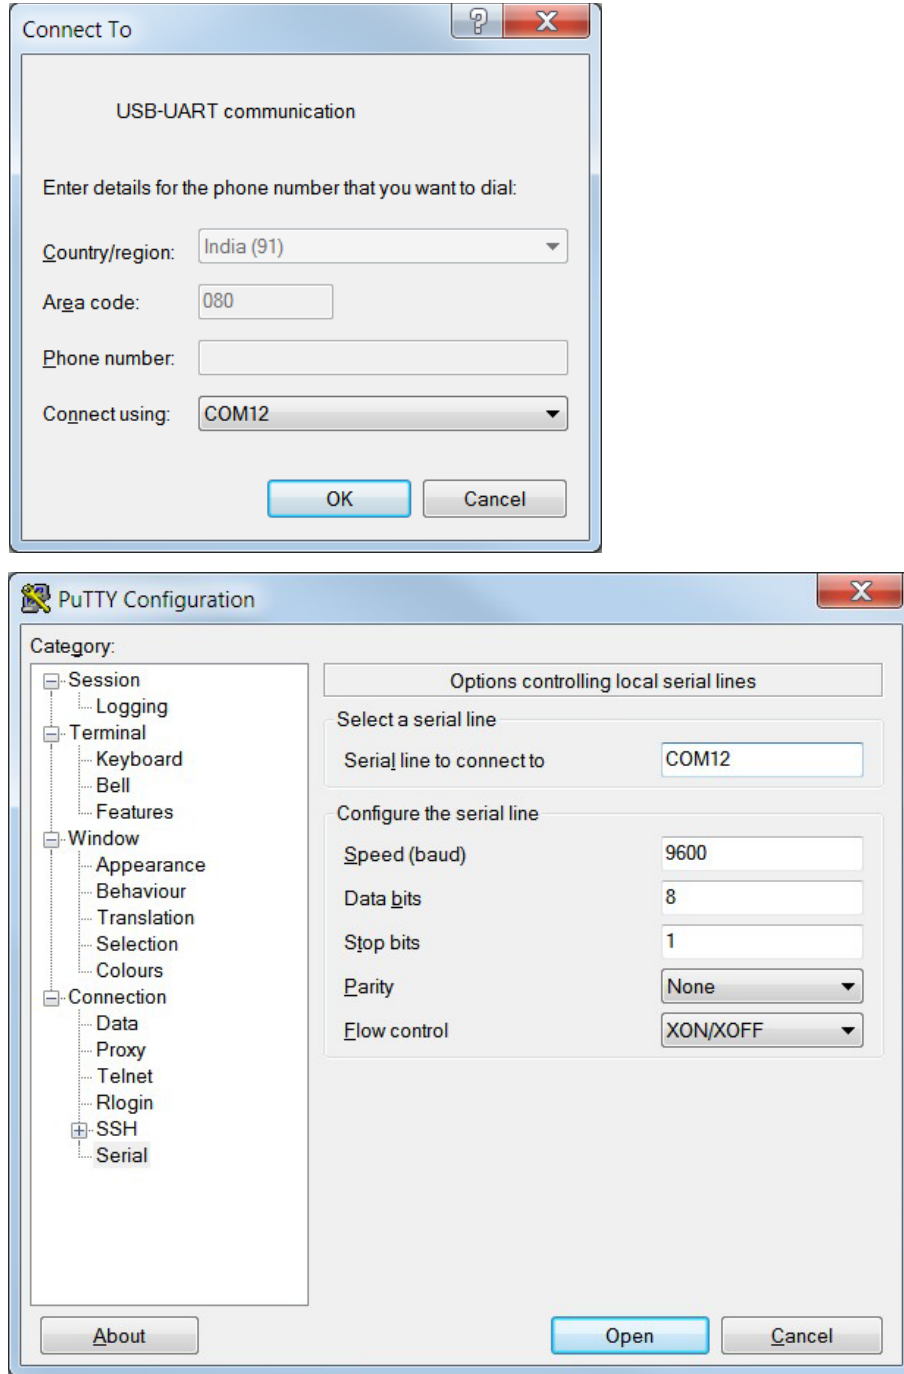 Connect To
USB-UART communication
Enter details for the phone number that you want to dial:
Country/region: India (91)
Area code: 080
Phone number:
Connect using: COM12
OK Cancel
PuTTY Configuration
Category:
Session
Logging
Terminal
Keyboard
Bell
Features
Window
Appearance
Behaviour
Translation
Selection
Colours
Connection
Data
Proxy
Telnet
Rlogin
SSH
Serial
Options controlling local serial lines
Select a serial line
Serial line to connect to COM12
Configure the serial line
Speed (baud) 9600
Data bits 8
Stop bits 1
Parity None
Flow control XON/XOFF
About Open Cancel